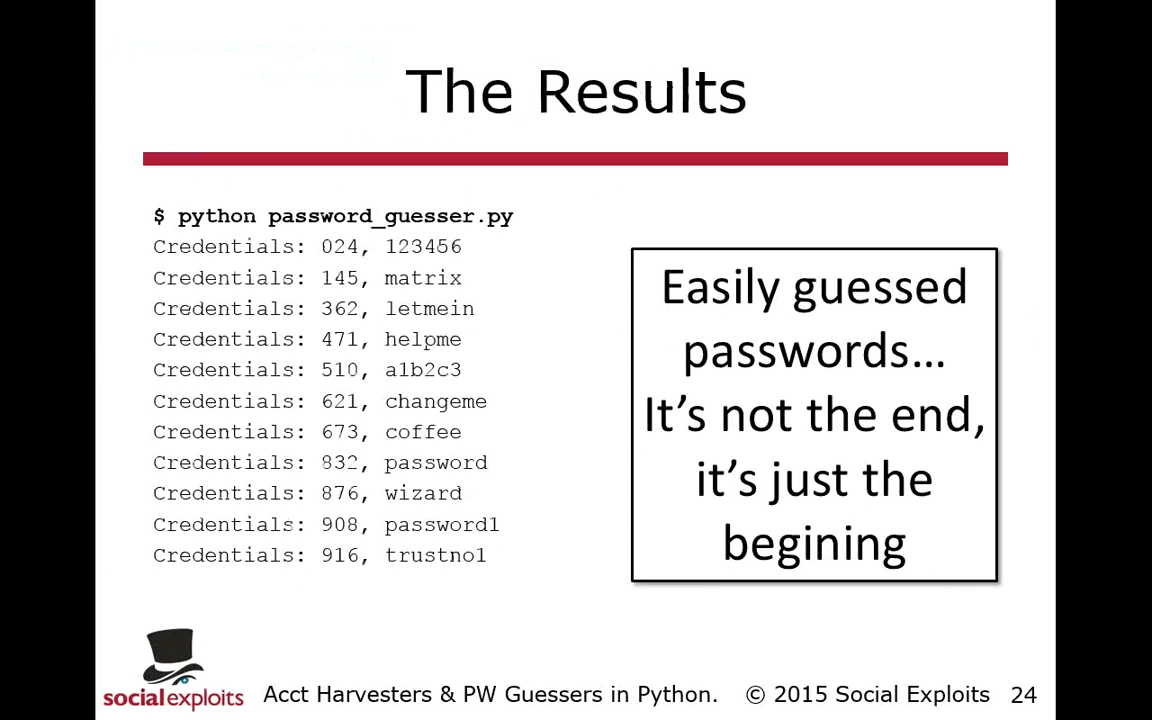 The Results
$ python password_guesser.py
Credentials: 024, 123456
Credentials: 145, matrix
Credentials: 362, letmein
Credentials: 471, helpme
Credentials: 510, a1b2c3
Credentials: 621, changeme
Credentials: 673, coffee
Credentials: 832, password
Credentials: 876, wizard
Credentials: 908, password1
Credentials: 916, trustno1
Easily guessed
passwords…
It’s not the end,
it’s just the
begining
socialexploits
Acct Harvesters & PW Guessers in Python. © 2015 Social Exploits 24